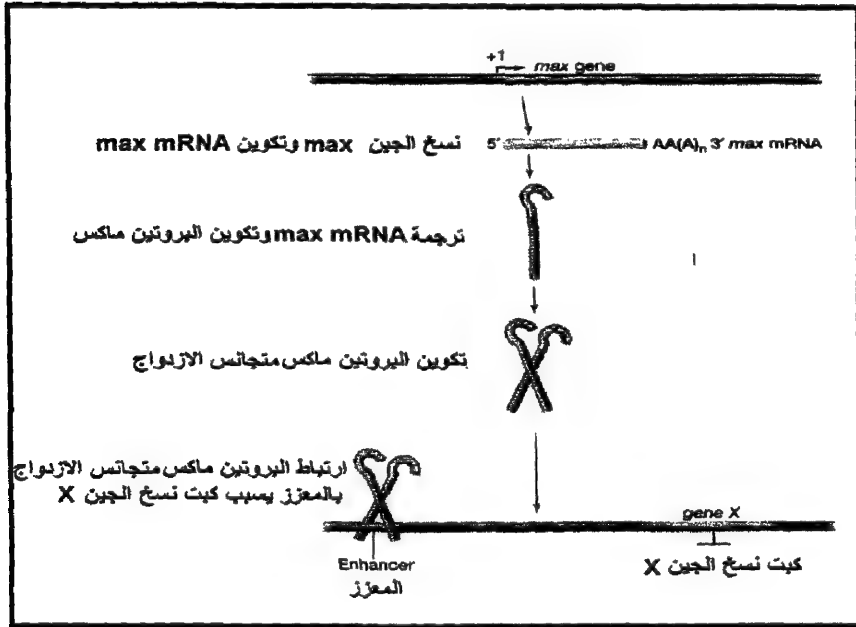 +1
max gene
نسخ الجين max وتكوين max mRNA
5´ AA(A)n 3´ max mRNA
ترجمة max mRNA وتكوين البروتين ماكس
تكوين البروتين ماكس متجانس الازدواج
ارتباط البروتين ماكس متجانس الازدواج
بالمعزز يسبب كبت نسخ الجين X
gene X
Enhancer
المعزز
كبت نسخ الجين X